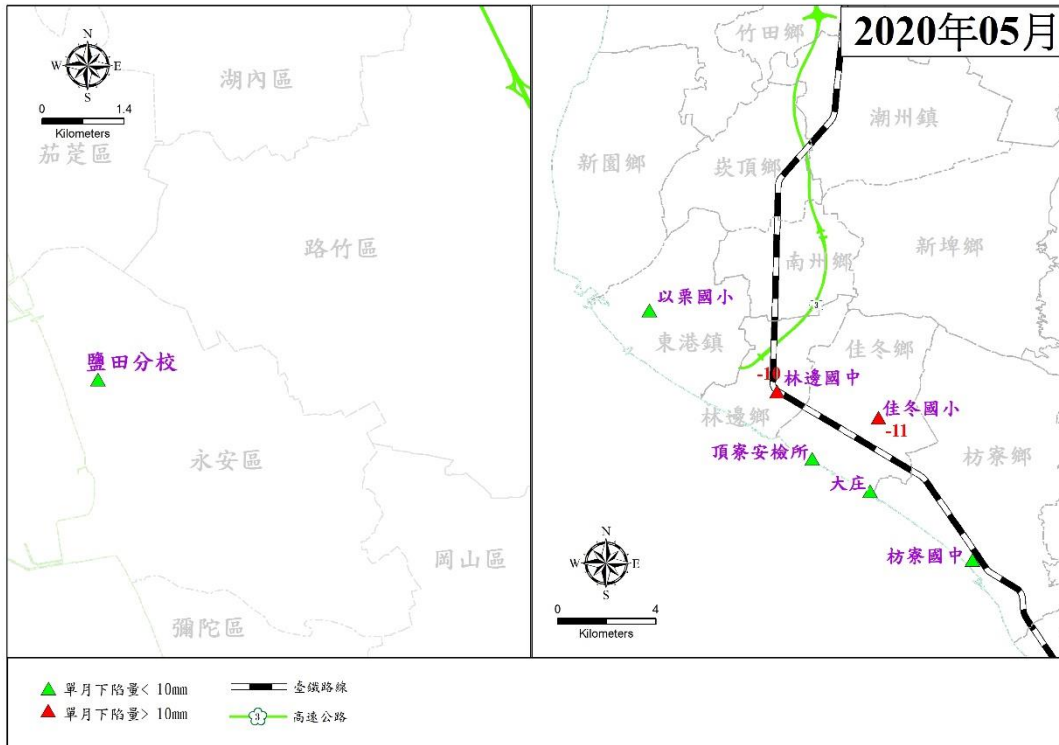 2020年05月
N
W E
S
0 1.4
Kilometers
湖內區
茄萣區
路竹區
鹽田分校
永安區
岡山區
彌陀區
竹田鄉
潮州鎮
新園鄉
崁頂鄉
新埤鄉
南州鄉
3
以栗國小
東港鎮
佳冬鄉
-10
林邊國中
林邊鄉
佳冬國小
-11
頂寮安檢所
枋寮鄉
大庄
枋寮國中
N
W E
S
0 4
Kilometers
單月下陷量< 10mm
單月下陷量> 10mm
臺鐵路線
3 高速公路